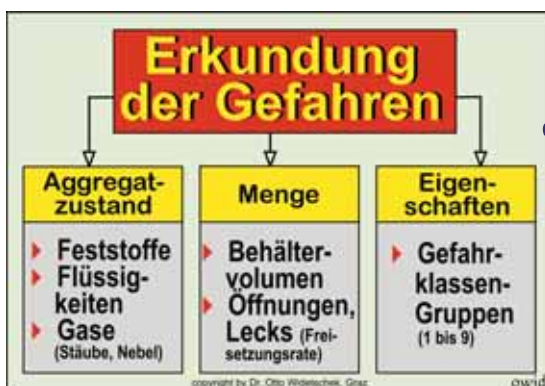 Erkundung
der Gefahren
Aggregat-
zustand
Feststoffe
Flüssig-
keiten
Gase
(Stäube, Nebel)
Menge
Behälter-
volumen
Öffnungen,
Lecks (Frei-
setzungsrate)
Eigen-
schaften
Gefahr-
klassen-
Gruppen
(1 bis 9)
copyright by Dr. Otto Widetschek, Graz